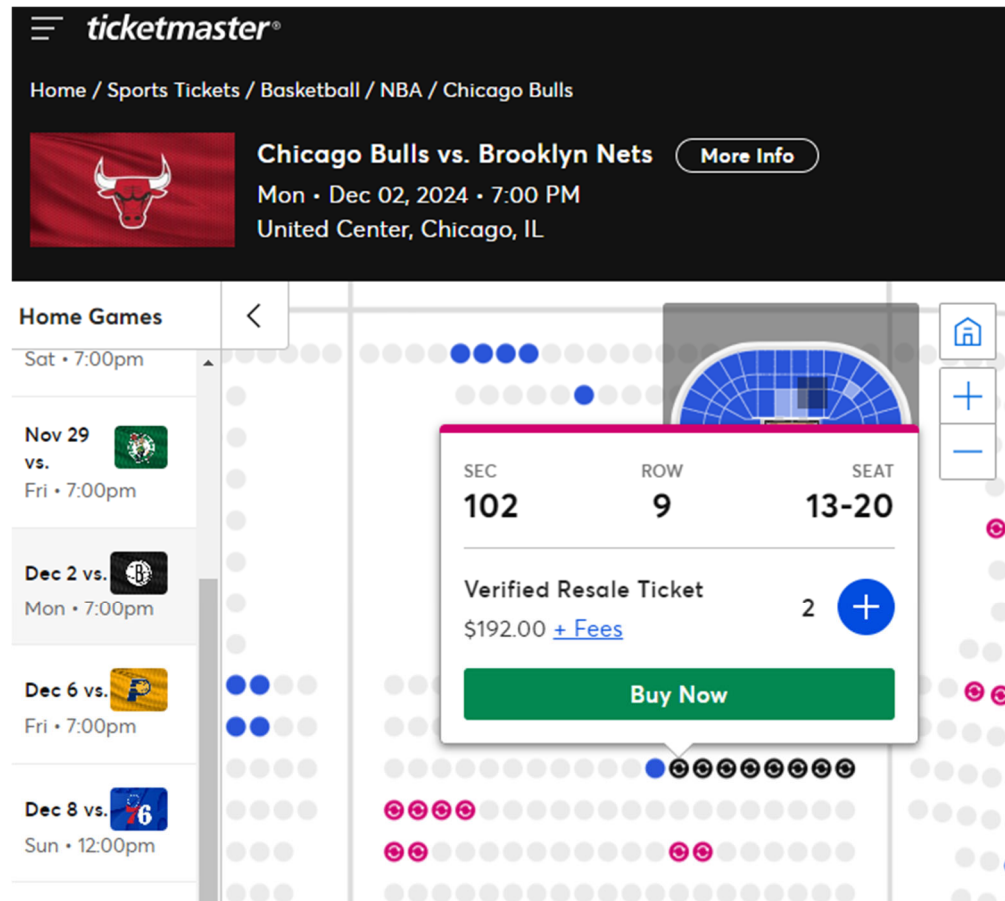 ticketmaster®
Home / Sports Tickets / Basketball / NBA / Chicago Bulls
Chicago Bulls vs. Brooklyn Nets More Info
Mon • Dec 02, 2024 • 7:00 PM
United Center, Chicago, IL
Home Games
Sat • 7:00pm
Nov 29
vs.
Fri • 7:00pm
Dec 2 vs. B
Mon • 7:00pm
Dec 6 vs. P
Fri • 7:00pm
Dec 8 vs. 76
Sun • 12:00pm
SEC ROW SEAT
102 9 13-20
Verified Resale Ticket
$192.00 + Fees
2 +
Buy Now